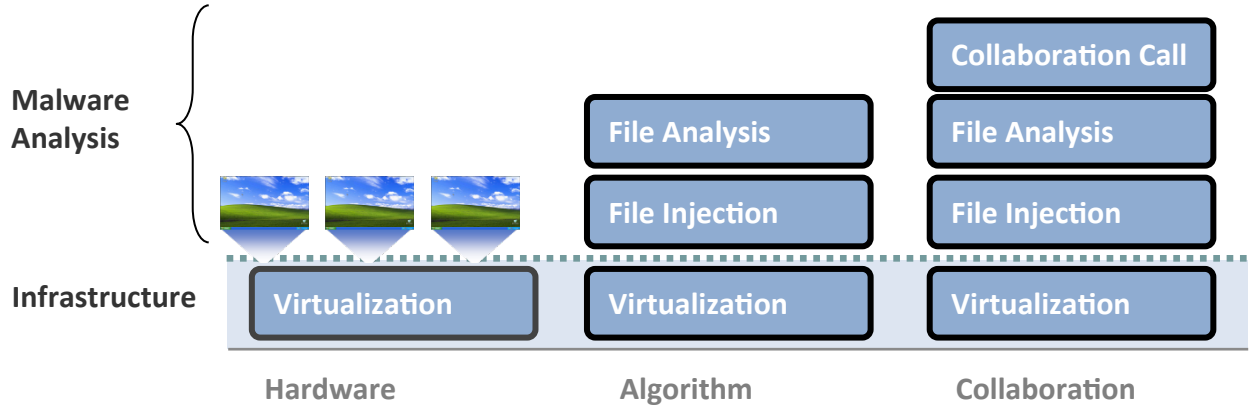 Collaboration Call
Malware
Analysis
File Analysis
File Analysis
File Injection
File Injection
Infrastructure
Virtualization
Virtualization
Virtualization
Hardware
Algorithm
Collaboration